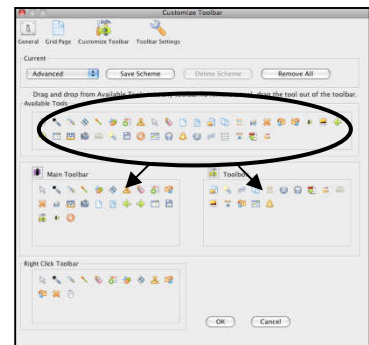 Customize Toolbar
General Grid Page Customize Toolbar Toolbar Settings
Current
Advanced Save Scheme Delete Scheme Remove All
Drag and drop from Available Tools drag the tool out of the toolbar.
Available Tools
Main Toolbar Toolbox
Right Click Toolbar
OK Cancel